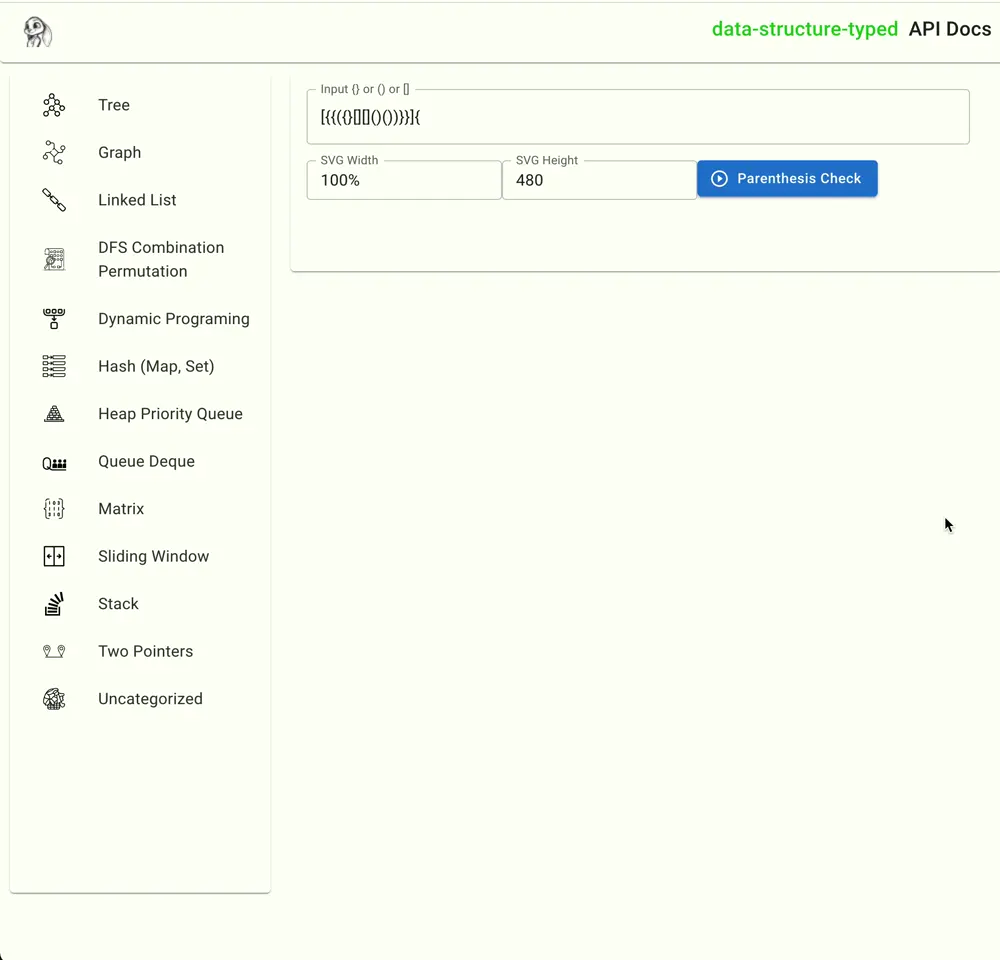 data-structure-typed API Docs
Tree
Graph
Linked List
DFS Combination
Permutation
Dynamic Programing
Hash (Map, Set)
Heap Priority Queue
Queue Deque
Matrix
Sliding Window
Stack
Two Pointers
Uncategorized
Input {} or () or []
[{{({}[][]()())}}]{
SVG Width
100%
SVG Height
480
Parenthesis Check